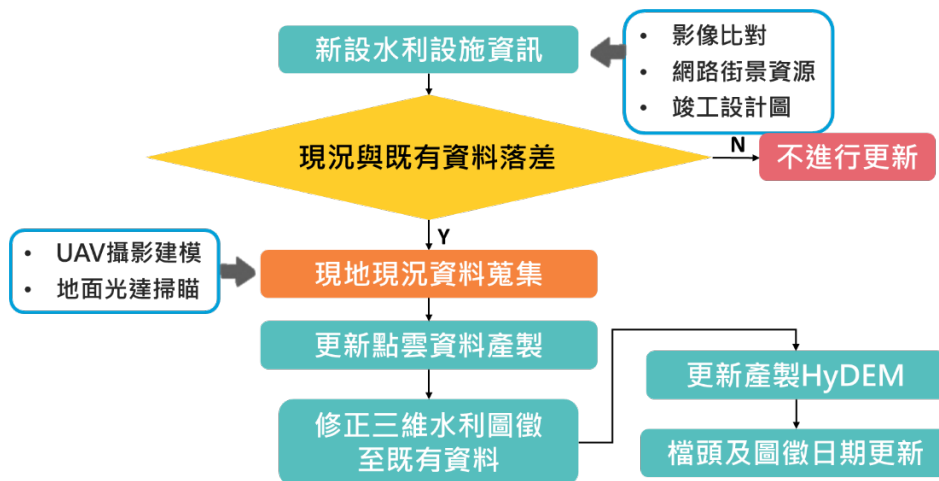 新設水利設施資訊
• 影像比對
• 網路街景資源
• 竣工設計圖
現況與既有資料落差
N
不進行更新
Y
• UAV攝影建模
• 地面光達掃瞄
現地現況資料蒐集
更新點雲資料產製
修正三維水利圖徵
至既有資料
更新產製HyDEM
檔頭及圖徵日期更新